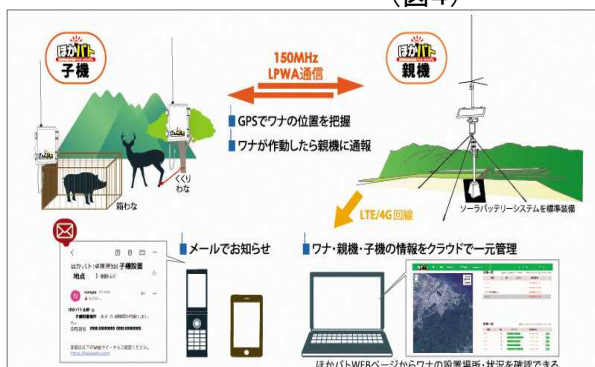 （図4）
ほかパト
子機
150MHz
LPWA通信
ほかパト
親機
■GPSでワナの位置を把握
■ワナが作動したら親機に通報
箱わな
くくり
わな
ソーラバッテリーシステムを標準装備
LTE/4G回線
■メールでお知らせ
■ワナ・親機・子機の情報をクラウドで一元管理
子機設置
地点
ほかパトWEBページからワナの設置場所・状況を確認できる